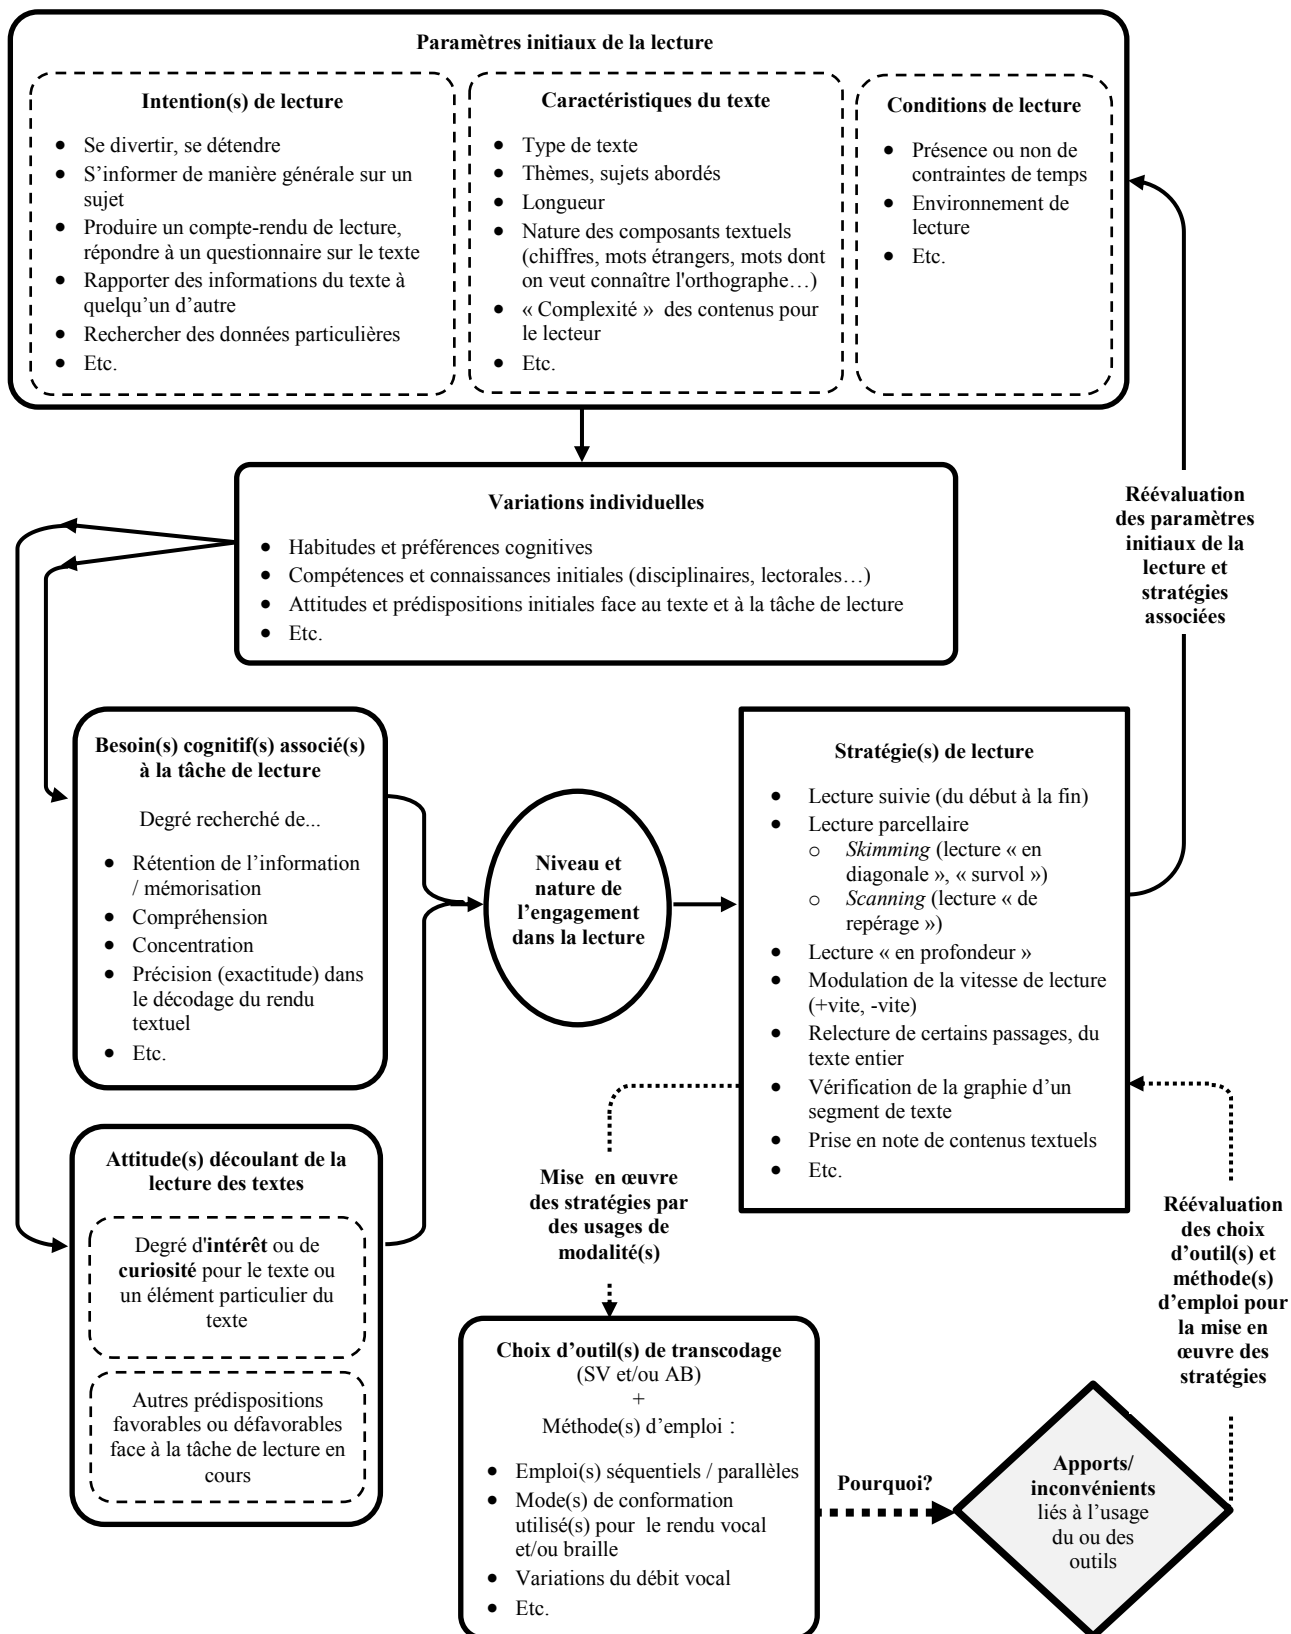 Paramètres initiaux de la lecture
Intention(s) de lecture
• Se divertir, se détendre
• S’informer de manière générale sur un
sujet
• Produire un compte-rendu de lecture,
répondre à un questionnaire sur le texte
• Rapporter des informations du texte à
quelqu’un d’autre
• Rechercher des données particulières
• Etc.
Caractéristiques du texte
• Type de texte
• Thèmes, sujets abordés
• Longueur
• Nature des composants textuels
(chiffres, mots étrangers, mots dont
on veut connaître l'orthographe…)
• « Complexité »  des contenus pour
le lecteur
• Etc.
Conditions de lecture
• Présence ou non de
contraintes de temps
• Environnement de
lecture
• Etc.
Variations individuelles
• Habitudes et préférences cognitives
• Compétences et connaissances initiales (disciplinaires, lectorales…)
• Attitudes et prédispositions initiales face au texte et à la tâche de lecture
• Etc.
Réévaluation
des paramètres
initiaux de la
lecture et
stratégies
associées
Besoin(s) cognitif(s) associé(s)
à la tâche de lecture
Degré recherché de...
• Rétention de l’information
/ mémorisation
• Compréhension
• Concentration
• Précision (exactitude) dans
le décodage du rendu
textuel
• Etc.
Niveau et
nature de
l’engagement
dans la lecture
Stratégie(s) de lecture
• Lecture suivie (du début à la fin)
• Lecture parcellaire
o Skimming (lecture « en
diagonale », « survol »)
o Scanning (lecture « de
repérage »)
• Lecture « en profondeur »
• Modulation de la vitesse de lecture
(+vite, -vite)
• Relecture de certains passages, du
texte entier
• Vérification de la graphie d’un
segment de texte
• Prise en note de contenus textuels
• Etc.
Attitude(s) découlant de la
lecture des textes
Degré d'intérêt ou de
curiosité pour le texte ou
un élément particulier du
texte
Autres prédispositions
favorables ou défavorables
face à la tâche de lecture en
cours
Mise  en œuvre
des stratégies par
des usages de
modalité(s)
Choix d’outil(s) de transcodage
(SV et/ou AB)
+
Méthode(s) d’emploi :
• Emploi(s) séquentiels / parallèles
• Mode(s) de conformation
utilisé(s) pour  le rendu vocal
et/ou braille
• Variations du débit vocal
• Etc.
Pourquoi?
Apports/
inconvénients
liés à l’usage
du ou des
outils
Réévaluation
des choix
d’outil(s) et
méthode(s)
d’emploi pour
la mise en
œuvre des
stratégies